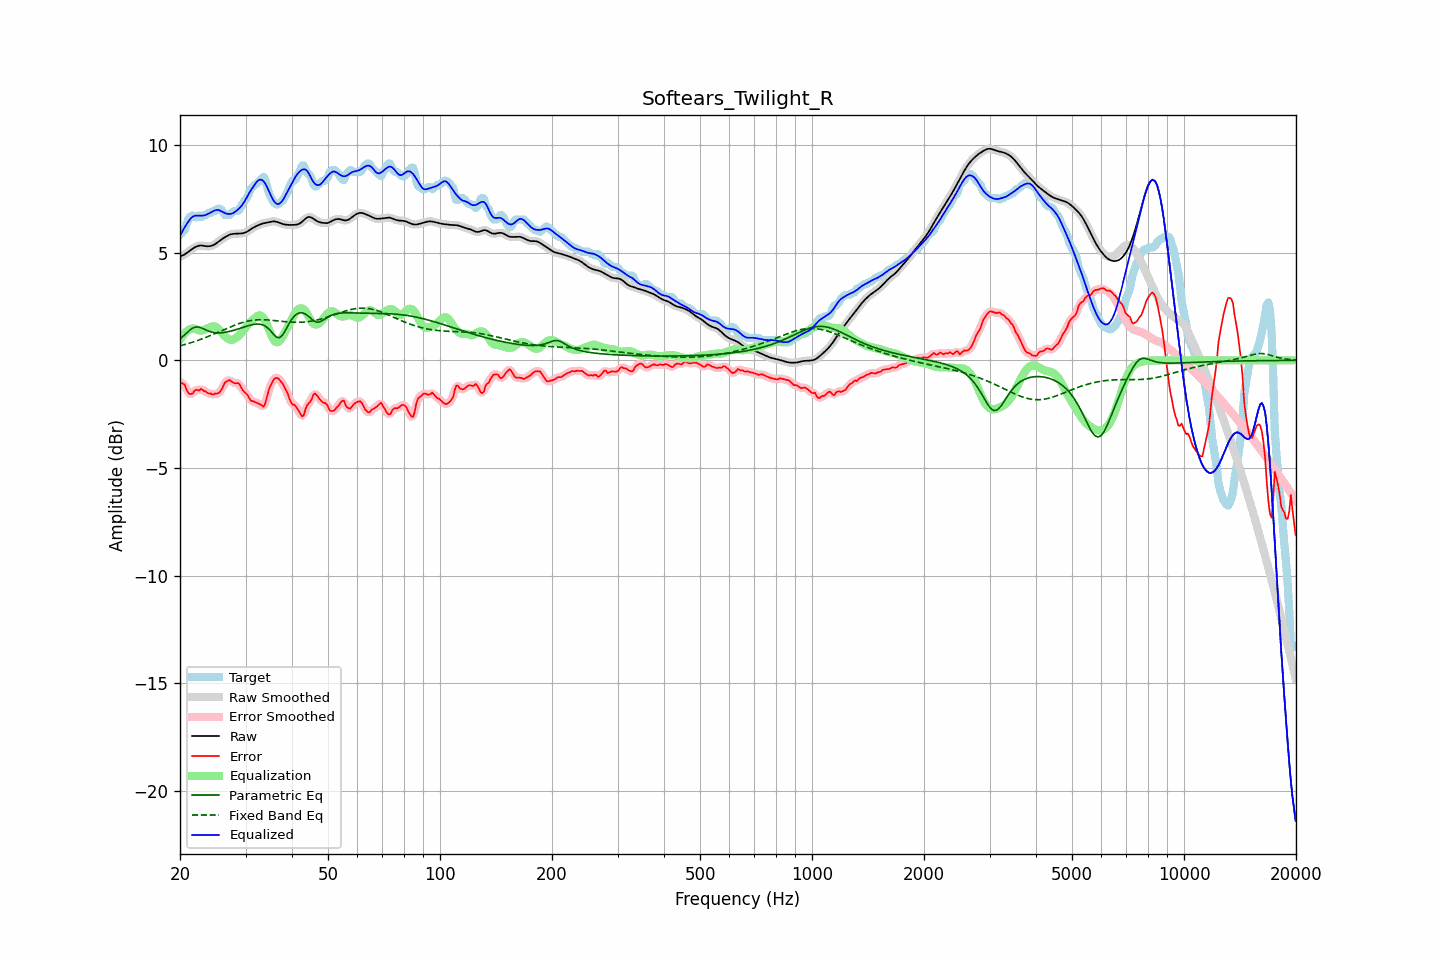 Softears_Twilight_R
10
5
0
−5
−10
−15
−20
Amplitude (dBr)
Target
Raw Smoothed
Error Smoothed
Raw
Error
Equalization
Parametric Eq
Fixed Band Eq
Equalized
20 50 100 200 500 1000 2000 5000 10000 20000
Frequency (Hz)